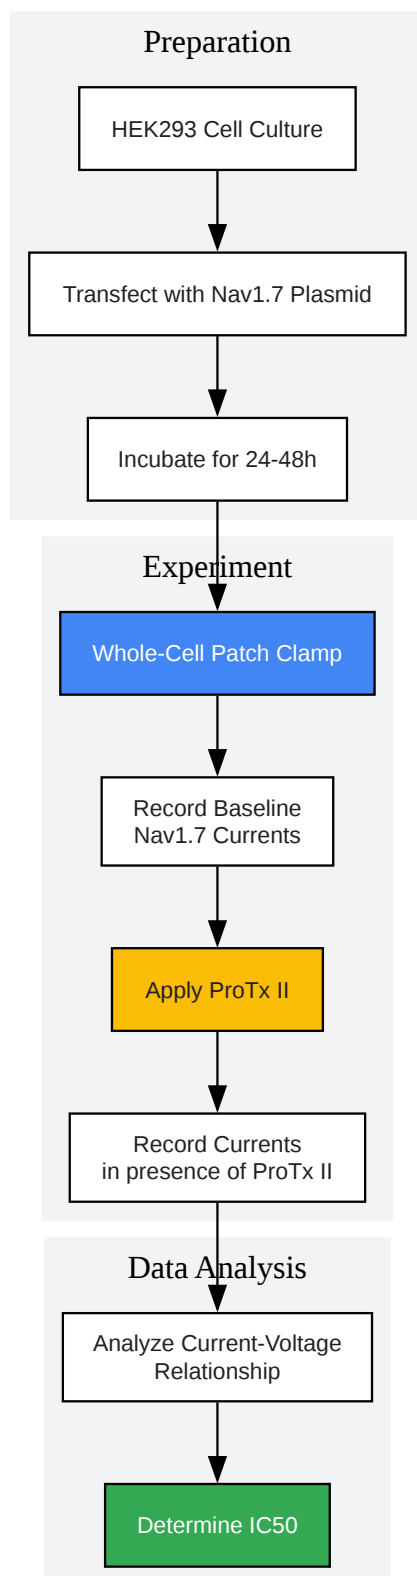 Preparation
HEK293 Cell Culture
Transfect with Nav1.7 Plasmid
Incubate for 24-48h
Experiment
Whole-Cell Patch Clamp
Record Baseline
Nav1.7 Currents
Apply ProTx II
Record Currents
in presence of ProTx II
Data Analysis
Analyze Current-Voltage
Relationship
Determine IC50